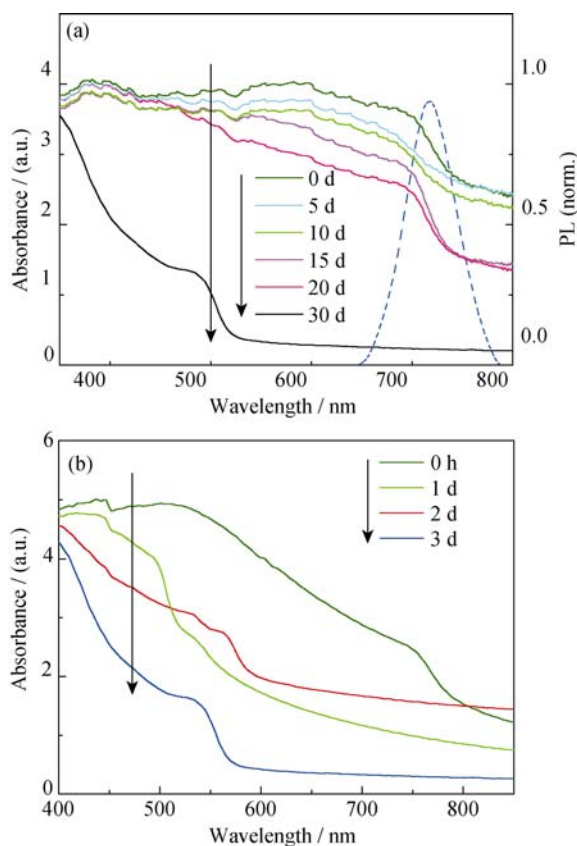 (a)
4
3
2
1
0
Absorbance / (a.u.)
1.0
0.5
0.0
PL (norm.)
0 d
5 d
10 d
15 d
20 d
30 d
400 500 600 700 800
Wavelength / nm
(b)
6
4
2
0
Absorbance / (a.u.)
0 h
1 d
2 d
3 d
400 500 600 700 800
Wavelength / nm